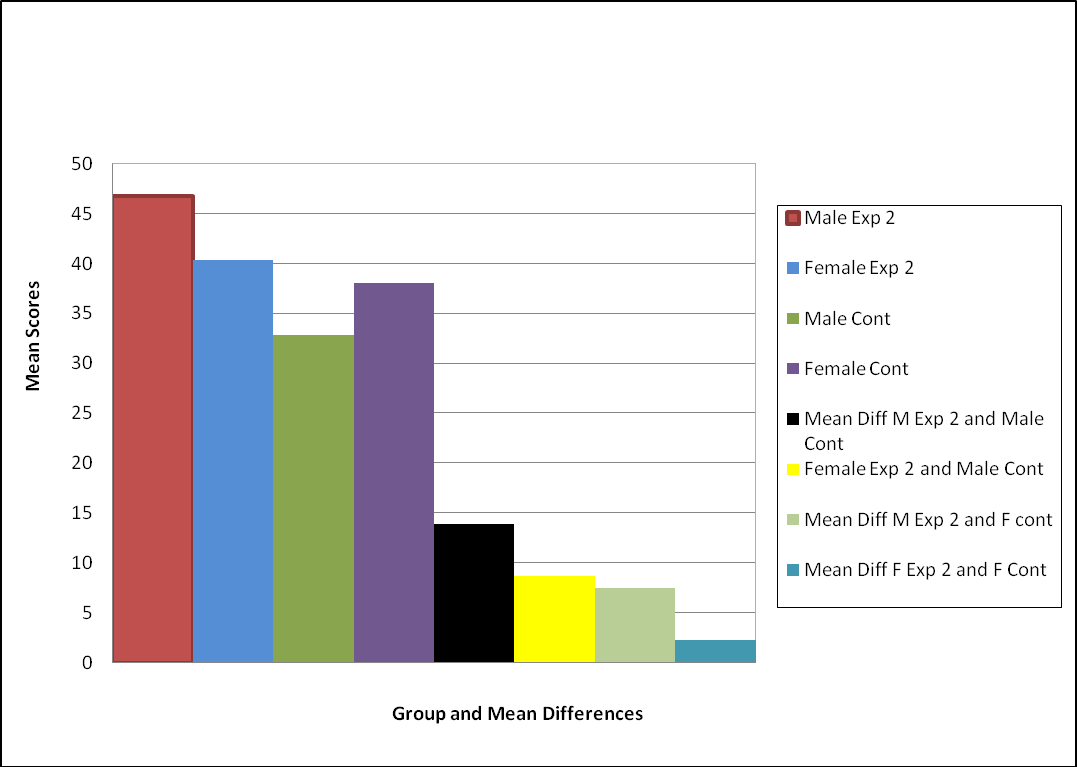 50
45
40
35
30
25
20
15
10
5
0
Mean Scores
Group and Mean Differences
Male Exp 2
Female Exp 2
Male Cont
Female Cont
Mean Diff M Exp 2 and Male
Cont
Female Exp 2 and Male Cont
Mean Diff M Exp 2 and F cont
Mean Diff F Exp 2 and F Cont